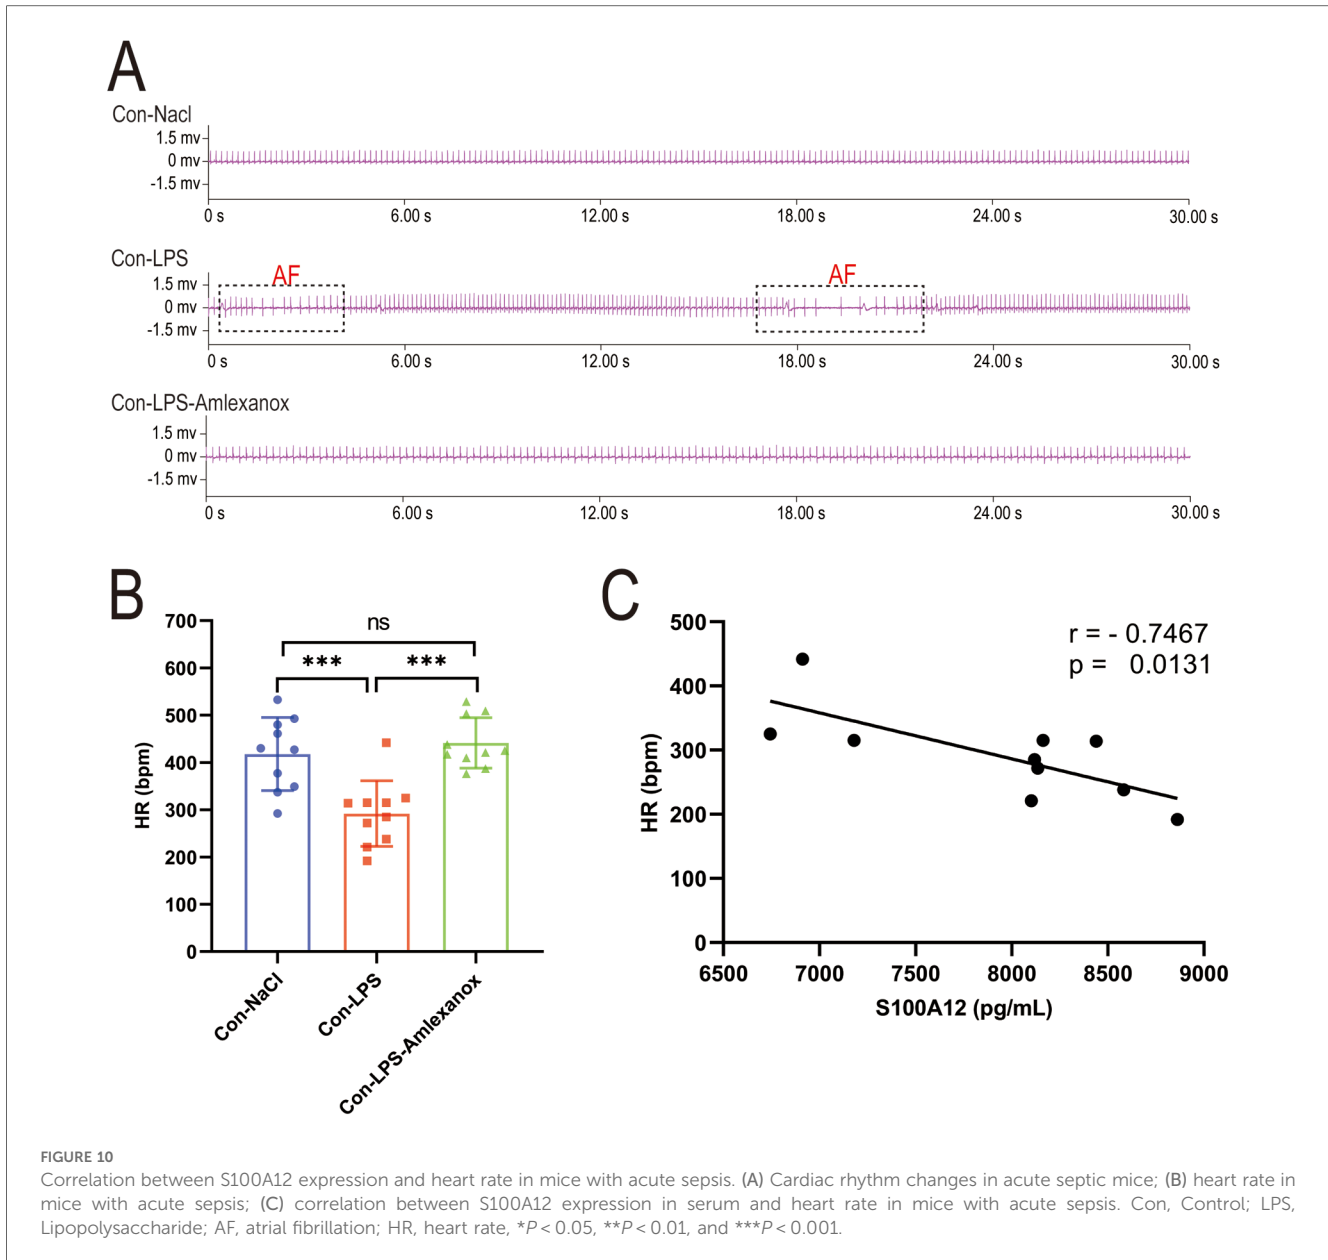 A
Con-Nacl
1.5 mv
0 mv
-1.5 mv
0 s 6.00 s 12.00 s 18.00 s 24.00 s 30.00 s
Con-LPS
AF AF
1.5 mv
0 mv
-1.5 mv
0 s 6.00 s 12.00 s 18.00 s 24.00 s 30.00 s
Con-LPS-Amlexanox
1.5 mv
0 mv
-1.5 mv
0 s 6.00 s 12.00 s 18.00 s 24.00 s 30.00 s
B
700
600
500
400
300
200
100
0
HR (bpm)
ns
*** ***
Con-NaCl
Con-LPS
Con-LPS-Amlexanox
C
500
400
300
200
100
0
HR (bpm)
r = - 0.7467
p = 0.0131
6500 7000 7500 8000 8500 9000
S100A12 (pg/mL)
FIGURE 10
Correlation between S100A12 expression and heart rate in mice with acute sepsis. (A) Cardiac rhythm changes in acute septic mice; (B) heart rate in
mice with acute sepsis; (C) correlation between S100A12 expression in serum and heart rate in mice with acute sepsis. Con, Control; LPS,
Lipopolysaccharide; AF, atrial fibrillation; HR, heart rate, *P < 0.05, **P < 0.01, and ***P < 0.001.